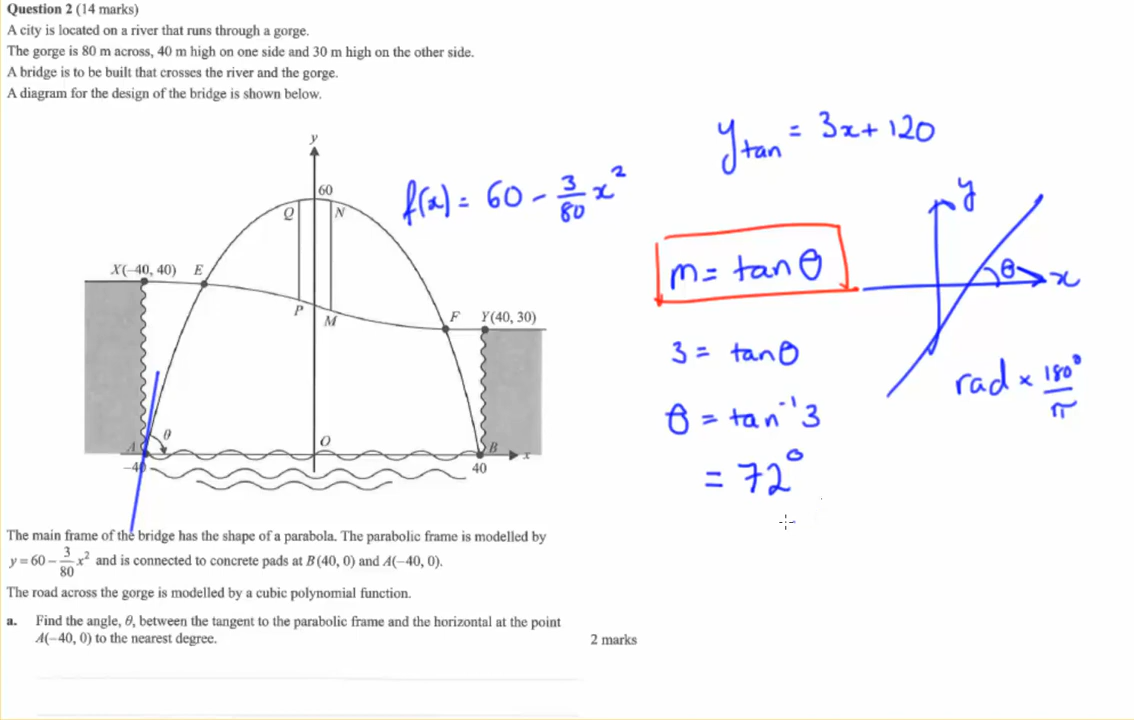 Question 2 (14 marks)
A city is located on a river that runs through a gorge.
The gorge is 80 m across, 40 m high on one side and 30 m high on the other side.
A bridge is to be built that crosses the river and the gorge.
A diagram for the design of the bridge is shown below.
y_tan = 3x + 120
y
60
f(x) = 60 − 3/80 x²
Q
N
y
m = tan θ
θ
x
X(−40, 40)
E
P
M
F
Y(40, 30)
3 = tan θ
rad × 180°/π
θ = tan⁻¹ 3
θ
A
O
B
x
−40
40
= 72°
The main frame of the bridge has the shape of a parabola. The parabolic frame is modelled by
y = 60 − 3/80 x² and is connected to concrete pads at B(40, 0) and A(−40, 0).
The road across the gorge is modelled by a cubic polynomial function.
a. Find the angle, θ, between the tangent to the parabolic frame and the horizontal at the point
A(−40, 0) to the nearest degree.
2 marks